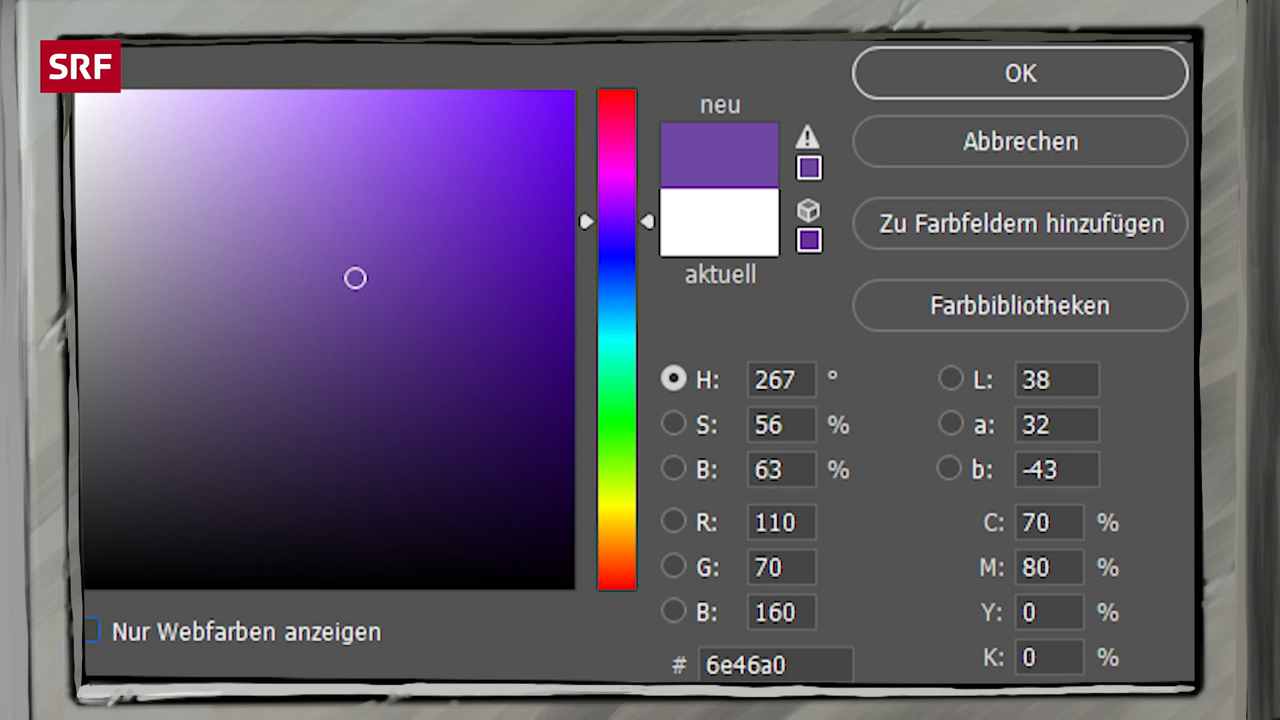 SRF
neu
aktuell
OK
Abbrechen
Zu Farbfeldern hinzufügen
Farbbibliotheken
H: 267 °
S: 56 %
B: 63 %
R: 110
G: 70
B: 160
# 6e46a0
L: 38
a: 32
b: -43
C: 70 %
M: 80 %
Y: 0 %
K: 0 %
Nur Webfarben anzeigen